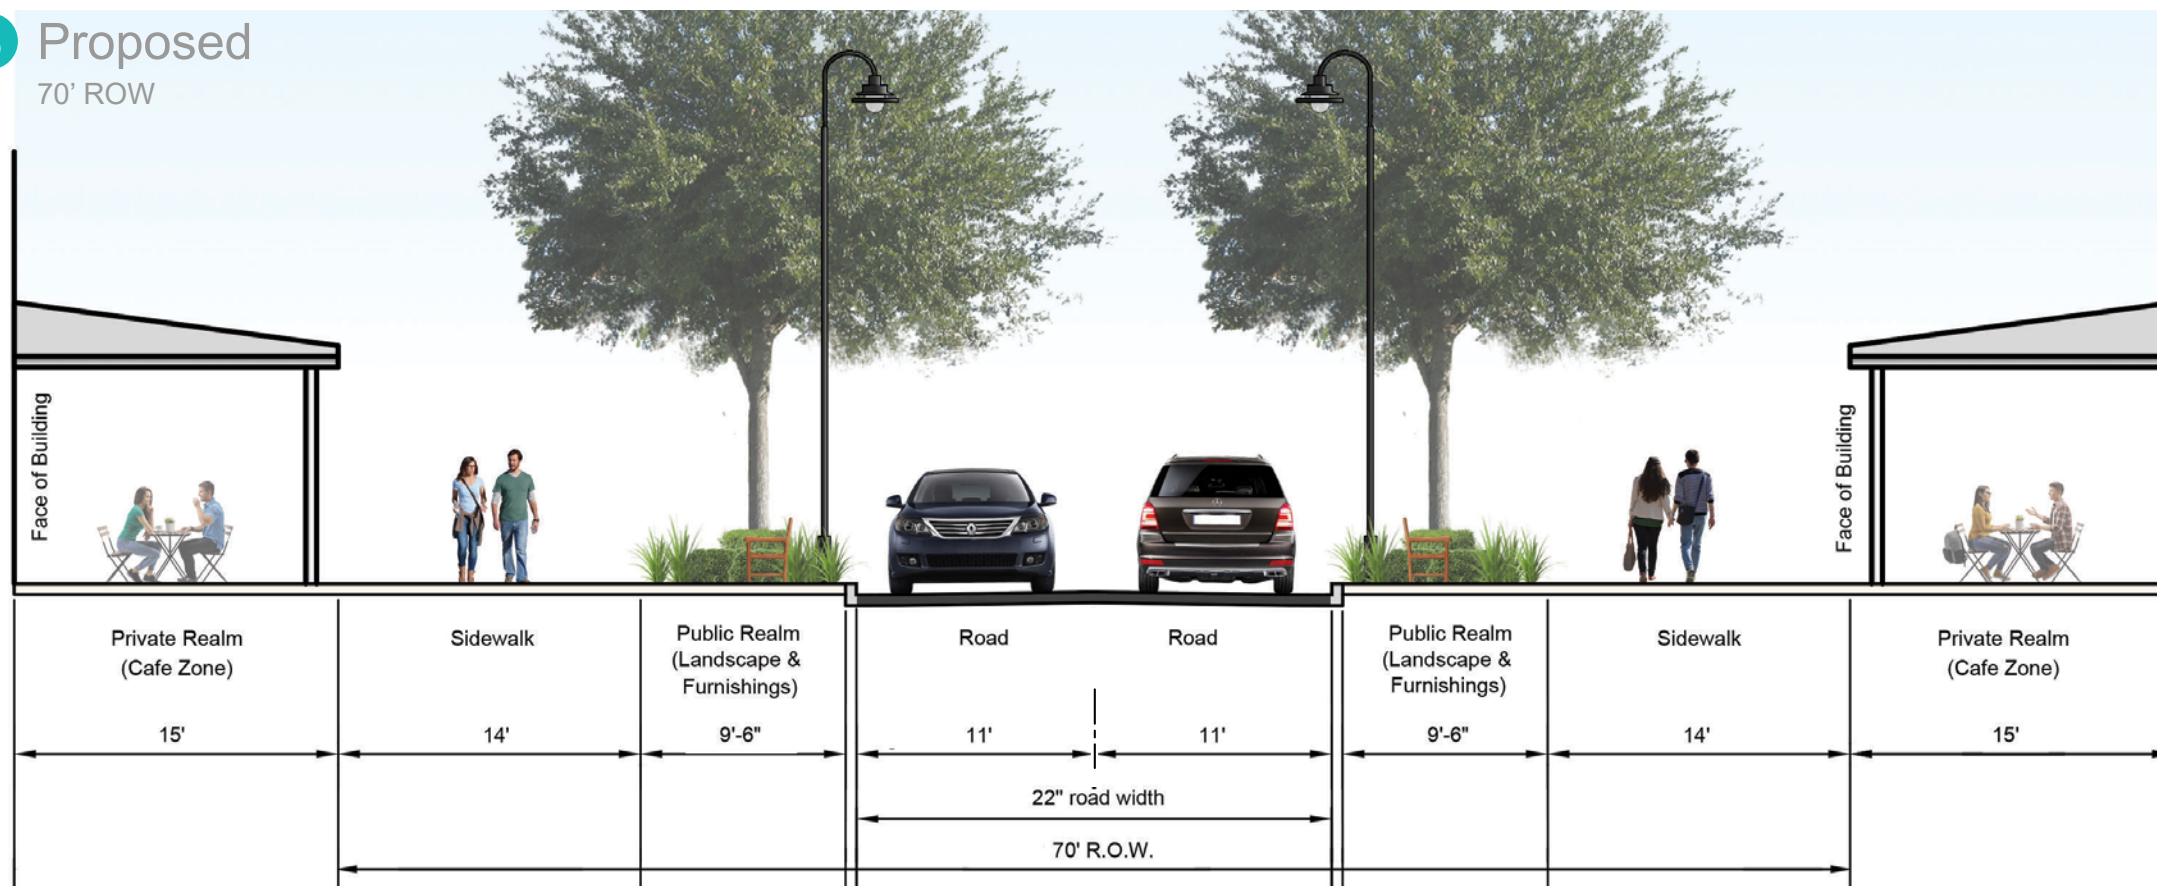 Proposed
70' ROW
Face of Building
Face of Building
Private Realm
(Cafe Zone)
Sidewalk
Public Realm
(Landscape &
Furnishings)
Road
Road
Public Realm
(Landscape &
Furnishings)
Sidewalk
Private Realm
(Cafe Zone)
15'
14'
9'-6"
11'
11'
9'-6"
14'
15'
22" road width
70' R.O.W.